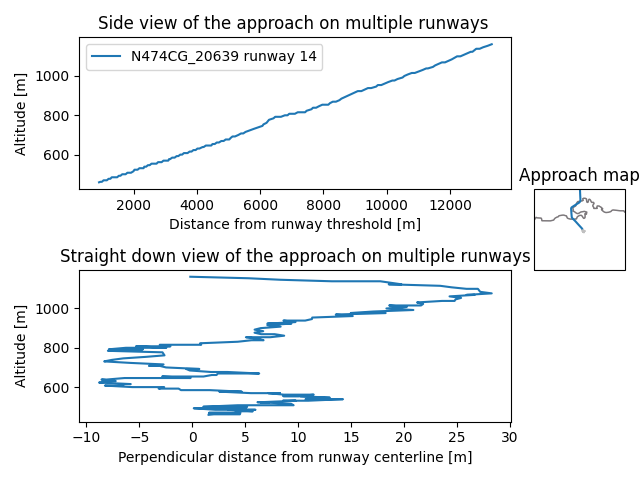 Side view of the approach on multiple runways
N474CG_20639 runway 14
1000
800
600
Altitude [m]
2000 4000 6000 8000 10000 12000
Distance from runway threshold [m]
Approach map
Straight down view of the approach on multiple runways
1000
800
600
Altitude [m]
−10 −5 0 5 10 15 20 25 30
Perpendicular distance from runway centerline [m]